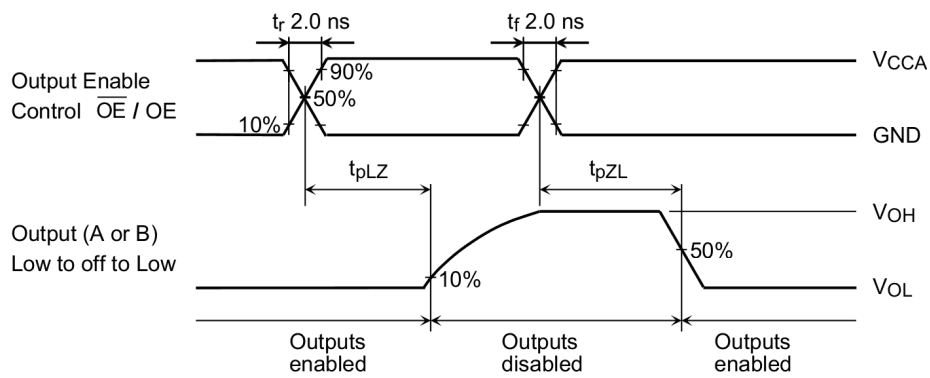 tr 2.0 ns
tf 2.0 ns
VCCA
90%
Output Enable
Control OE / OE
50%
10%
GND
tpLZ
tpZL
VOH
Output (A or B)
Low to off to Low
50%
10%
VOL
Outputs
enabled
Outputs
disabled
Outputs
enabled